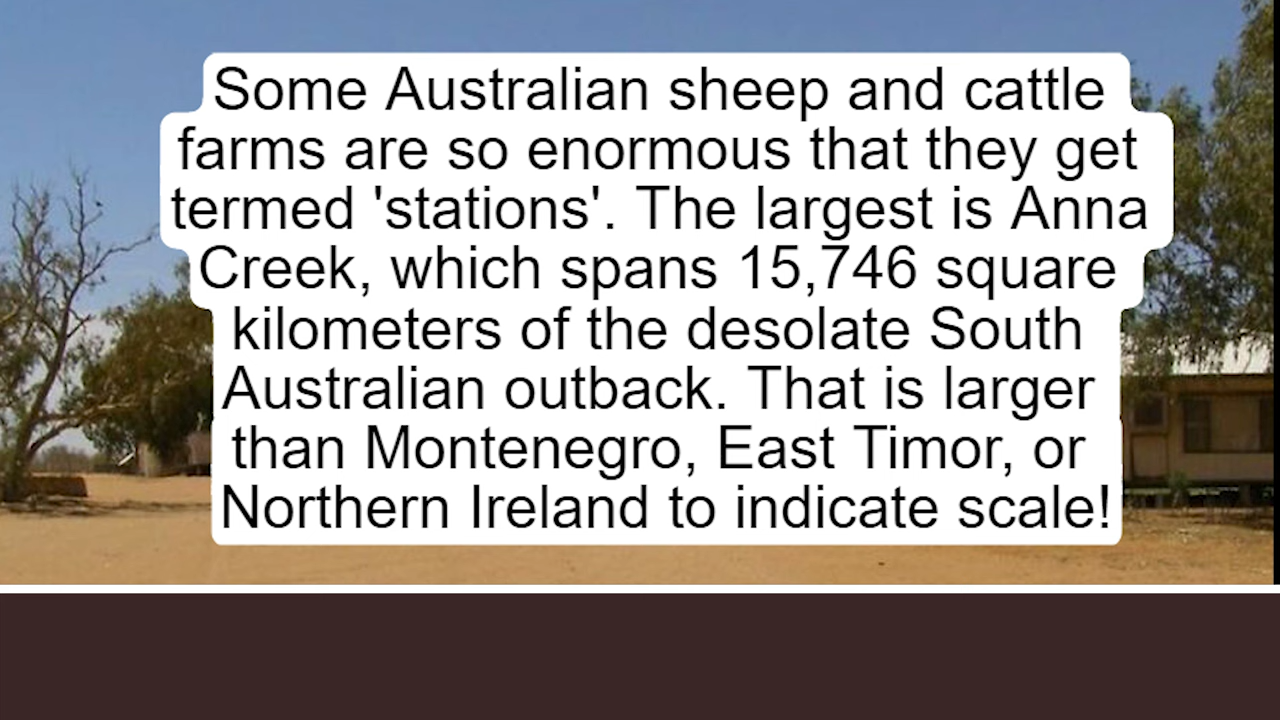 Some Australian sheep and cattle
farms are so enormous that they get
termed 'stations'. The largest is Anna
Creek, which spans 15,746 square
kilometers of the desolate South
Australian outback. That is larger
than Montenegro, East Timor, or
Northern Ireland to indicate scale!